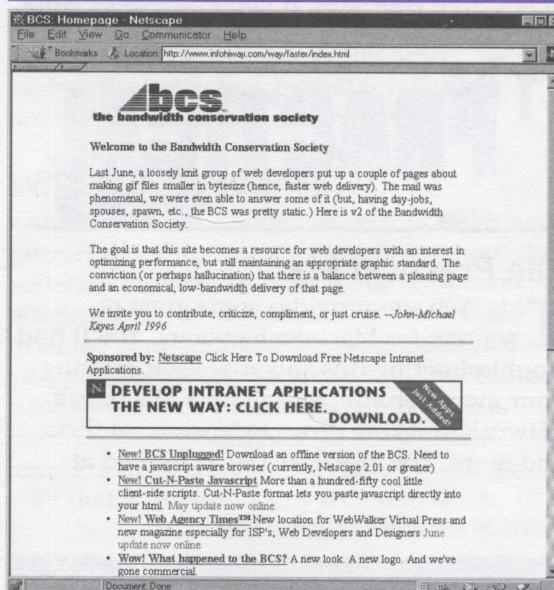 BCS: Homepage - Netscape
File Edit View Go Communicator Help
Bookmarks Location: http://www.infohiway.com/way/faster/index.html
bcs
the bandwidth conservation society
Welcome to the Bandwidth Conservation Society
Last June, a loosely knit group of web developers put up a couple of pages about
making gif files smaller in bytesize (hence, faster web delivery). The mail was
phenomenal, we were even able to answer some of it (but, having day-jobs,
spouses, spawn, etc., the BCS was pretty static.) Here is v2 of the Bandwidth
Conservation Society.
The goal is that this site becomes a resource for web developers with an interest in
optimizing performance, but still maintaining an appropriate graphic standard. The
conviction (or perhaps hallucination) that there is a balance between a pleasing page
and an economical, low-bandwidth delivery of that page.
We invite you to contribute, criticize, compliment, or just cruise. --John-Michael
Keyes April 1996
Sponsored by: Netscape Click Here To Download Free Netscape Intranet
Applications.
N DEVELOP INTRANET APPLICATIONS
THE NEW WAY: CLICK HERE. DOWNLOAD.
New Apps
Just Added!
New! BCS Unplugged! Download an offline version of the BCS. Need to
have a javascript aware browser (currently, Netscape 2.01 or greater)
New! Cut-N-Paste Javascript More than a hundred-fifty cool little
client-side scripts. Cut-N-Paste format lets you paste javascript directly into
your html. May update now online.
New! Web Agency Times™ New location for WebWalker Virtual Press and
new magazine especially for ISP's, Web Developers and Designers June
update now online.
Wow! What happened to the BCS? A new look. A new logo. And we've
gone commercial.
Document: Done